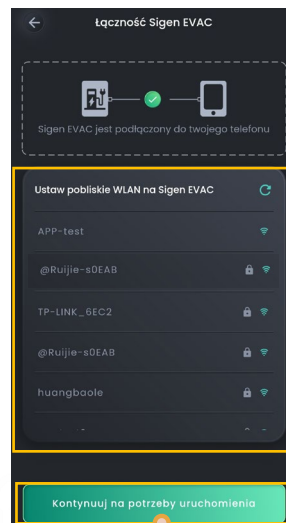 Łączność Sigen EVAC
Sigen EVAC jest podłączony do twojego telefonu
Ustaw pobliskie WLAN na Sigen EVAC
APP-test
@Ruijie-s0EAB
TP-LINK_6EC2
@Ruijie-s0EAB
huangbaole
Kontynuuj na potrzeby uruchomienia